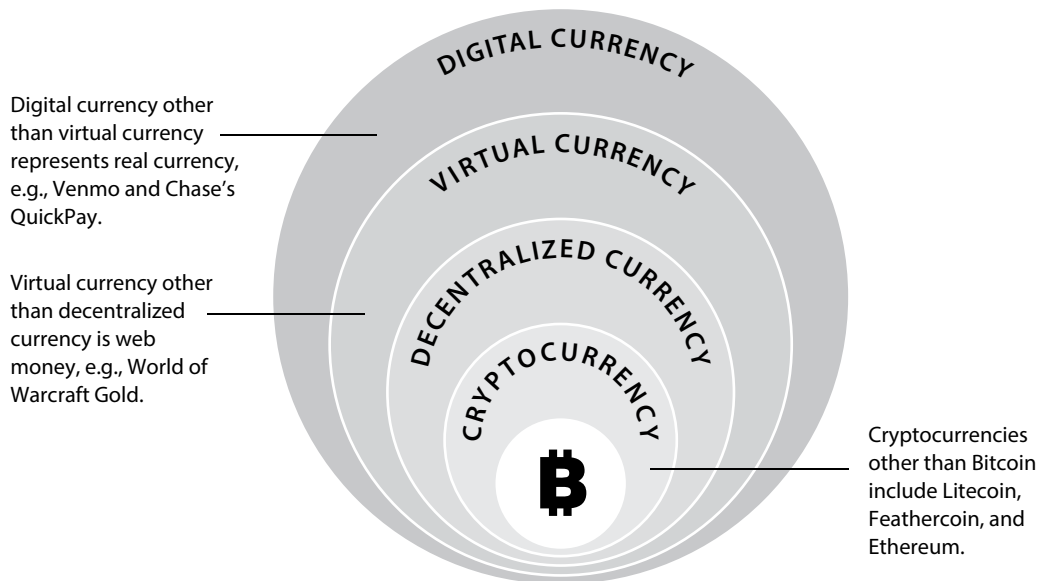 DIGITAL CURRENCY
Digital currency other
than virtual currency
represents real currency,
e.g., Venmo and Chase’s
QuickPay.
VIRTUAL CURRENCY
DECENTRALIZED CURRENCY
Virtual currency other
than decentralized
currency is web
money, e.g., World of
Warcraft Gold.
CRYPTOCURRENCY
₿
Cryptocurrencies
other than Bitcoin
include Litecoin,
Feathercoin, and
Ethereum.